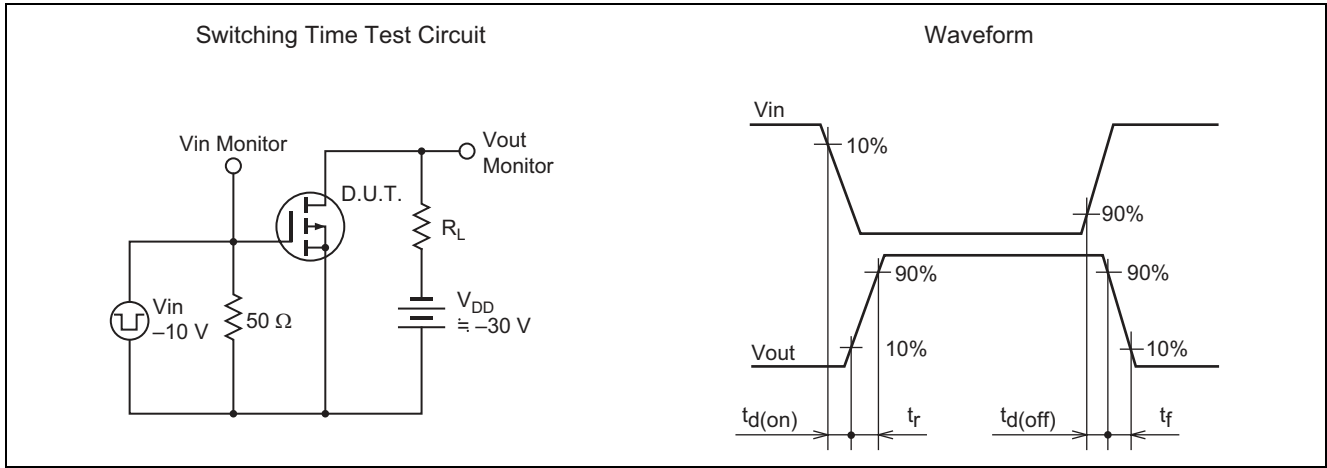 Switching Time Test Circuit
Vin Monitor
Vout
Monitor
D.U.T.
RL
Vin
–10 V
50 Ω
VDD
≒ –30 V
Waveform
Vin
10%
90%
90%
90%
Vout
10%
10%
td(on)
tr
td(off)
tf